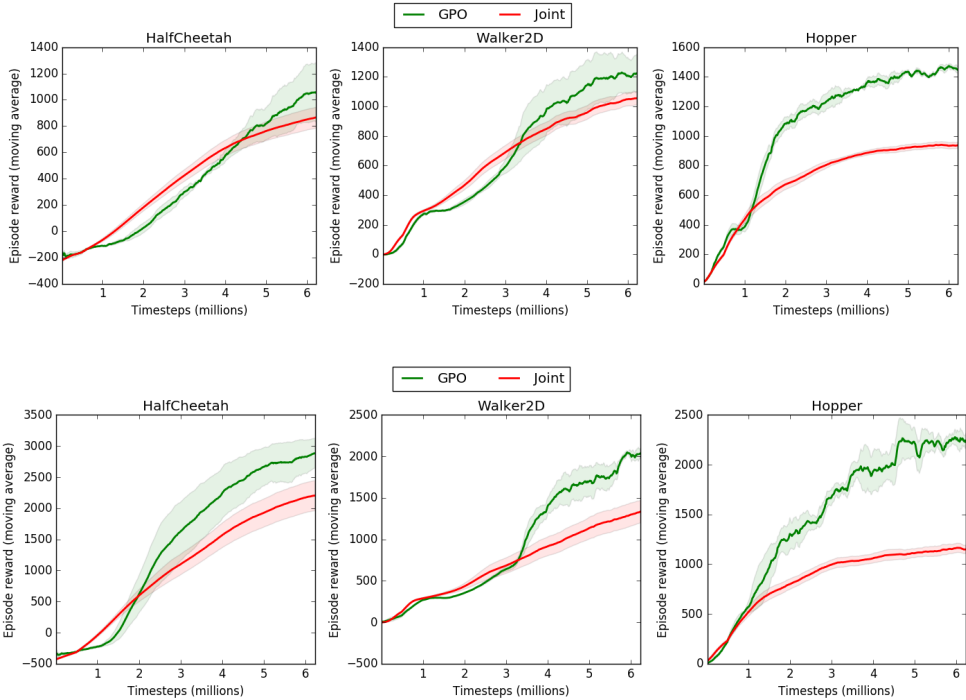 GPO Joint
HalfCheetah
1400
1200
1000
800
600
400
200
0
−200
−400
1 2 3 4 5 6
Timesteps (millions)
Episode reward (moving average)
Walker2D
1400
1200
1000
800
600
400
200
0
−200
1 2 3 4 5 6
Timesteps (millions)
Episode reward (moving average)
Hopper
1600
1400
1200
1000
800
600
400
200
0
1 2 3 4 5 6
Timesteps (millions)
Episode reward (moving average)
GPO Joint
HalfCheetah
3500
3000
2500
2000
1500
1000
500
0
−500
1 2 3 4 5 6
Timesteps (millions)
Episode reward (moving average)
Walker2D
2500
2000
1500
1000
500
0
−500
1 2 3 4 5 6
Timesteps (millions)
Episode reward (moving average)
Hopper
2500
2000
1500
1000
500
0
1 2 3 4 5 6
Timesteps (millions)
Episode reward (moving average)